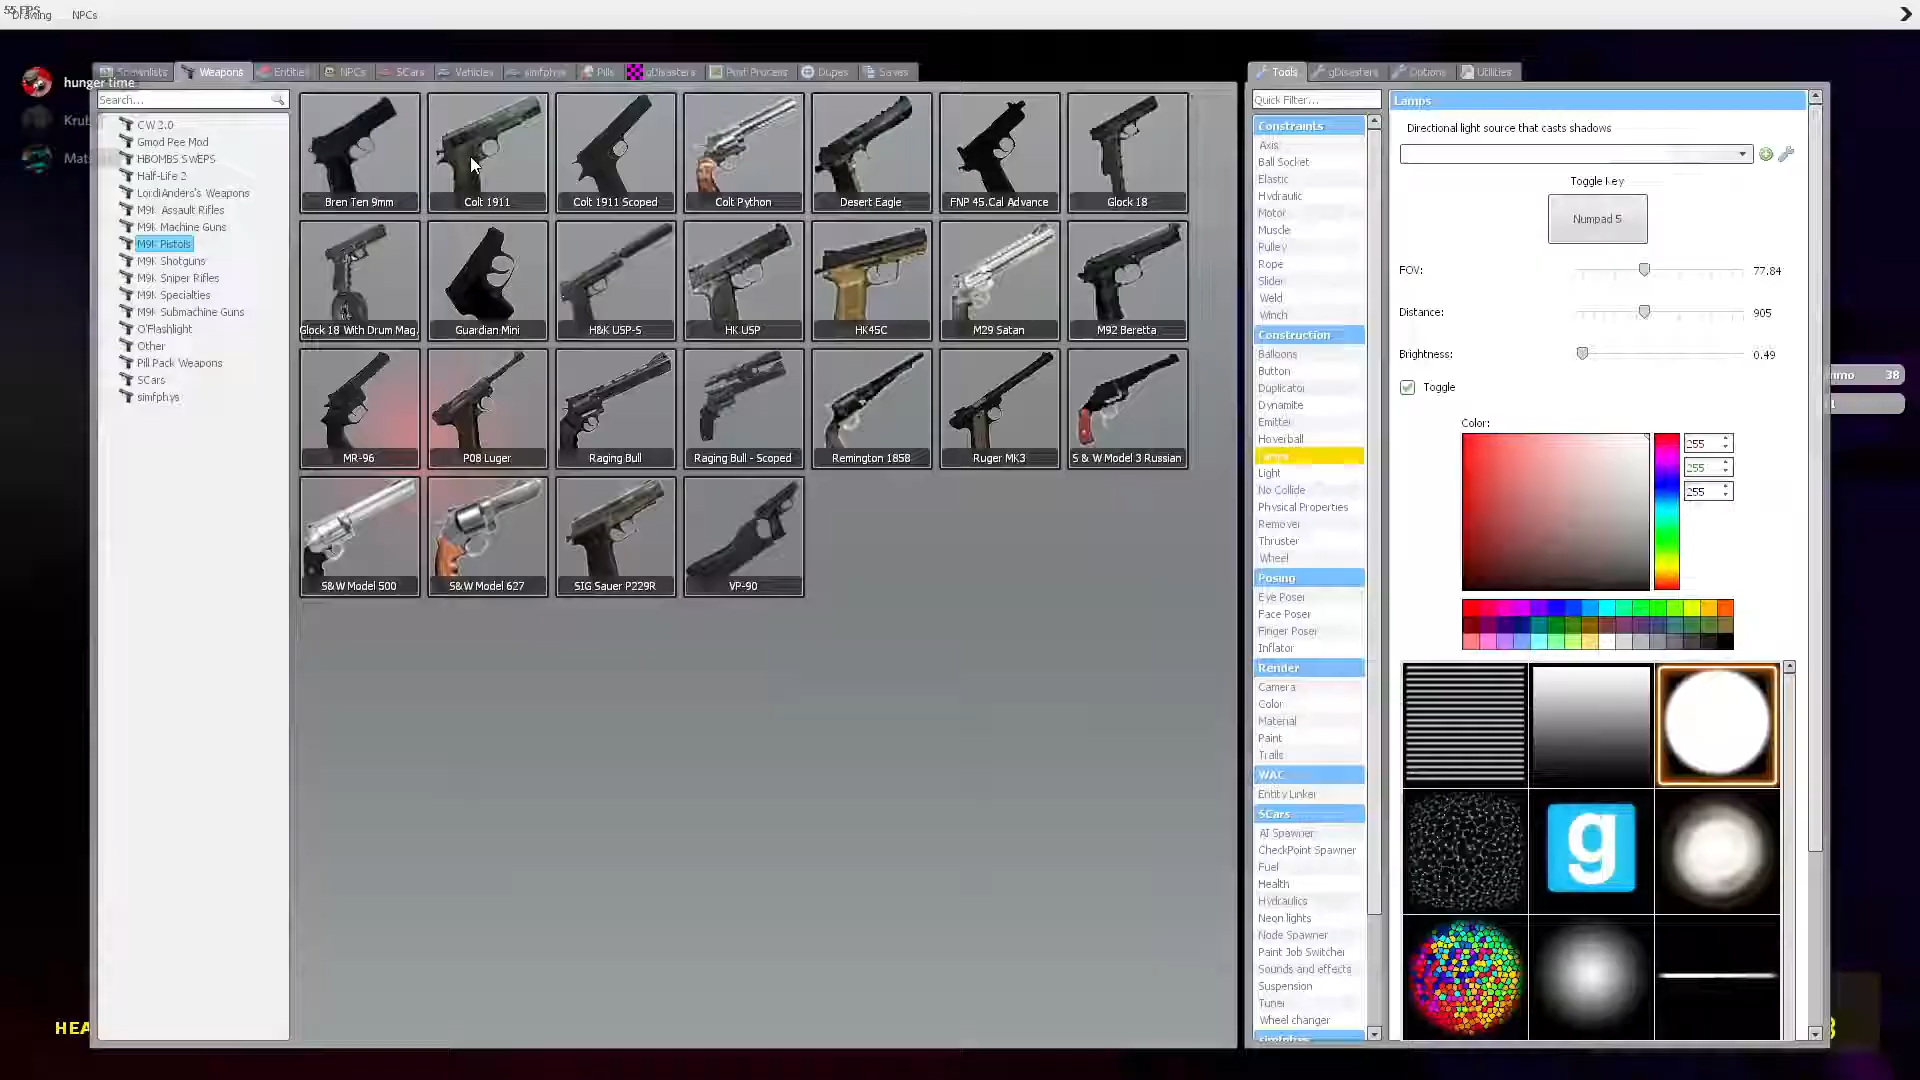 55 FPS
Drawing NPCs
hunger time
Spawnlists Weapons Entities NPCs SCars Vehicles simfphys Pills gDisasters Post Process Dupes Saves
Tools gDisasters Options Utilities
Search...
CW 2.0
Gmod Pee Mod
HBOMBS SWEPS
Half-Life 2
LordiAnders's Weapons
M9K Assault Rifles
M9K Machine Guns
M9K Pistols
M9K Shotguns
M9K Sniper Rifles
M9K Specialties
M9K Submachine Guns
O'Flashlight
Other
Pill Pack Weapons
SCars
simfphys
Bren Ten 9mm Colt 1911 Colt 1911 Scoped Colt Python Desert Eagle FNP 45.Cal Advance Glock 18
Glock 18 With Drum Mag. Guardian Mini H&K USP-S HK USP HK45C M29 Satan M92 Beretta
MR-96 P08 Luger Raging Bull Raging Bull - Scoped Remington 1858 Ruger MK3 S & W Model 3 Russian
S&W Model 500 S&W Model 627 SIG Sauer P229R VP-90
Quick Filter...
Constraints
Axis
Ball Socket
Elastic
Hydraulic
Motor
Muscle
Pulley
Rope
Slider
Weld
Winch
Construction
Balloons
Button
Duplicator
Dynamite
Emitter
Hoverball
Lamps
Light
No Collide
Physical Properties
Remover
Thruster
Wheel
Posing
Eye Poser
Face Poser
Finger Poser
Inflator
Render
Camera
Color
Material
Paint
Trails
WAC
Entity Linker
SCars
AI Spawner
CheckPoint Spawner
Fuel
Health
Hydraulics
Neon lights
Node Spawner
Paint Job Switcher
Sounds and effects
Suspension
Tuner
Wheel changer
simfphys
Lamps
Directional light source that casts shadows
Toggle Key
Numpad 5
FOV: 77.84
Distance: 905
Brightness: 0.49
Toggle
Color:
255
255
255
g
38
HEA